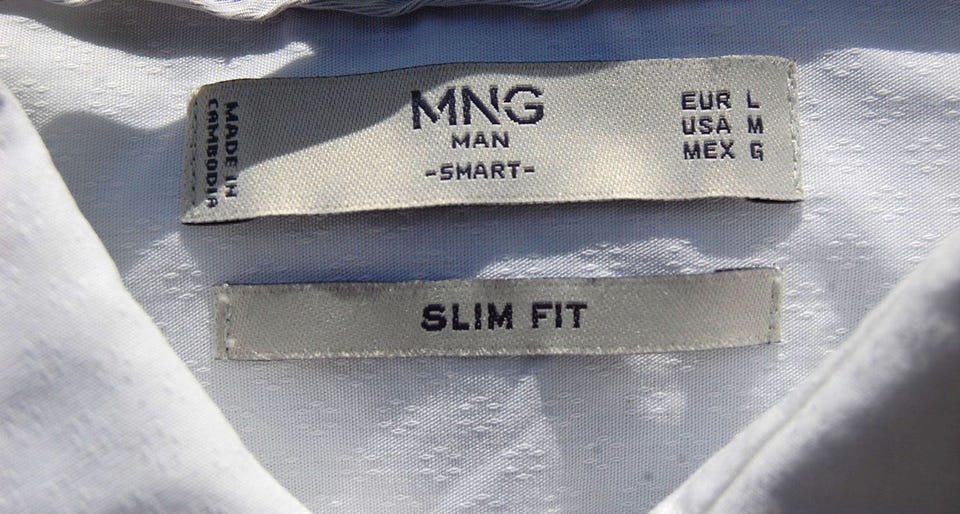 MADE IN
CAMBODIA
MNG
MAN
-SMART-
EUR L
USA M
MEX G
SLIM FIT